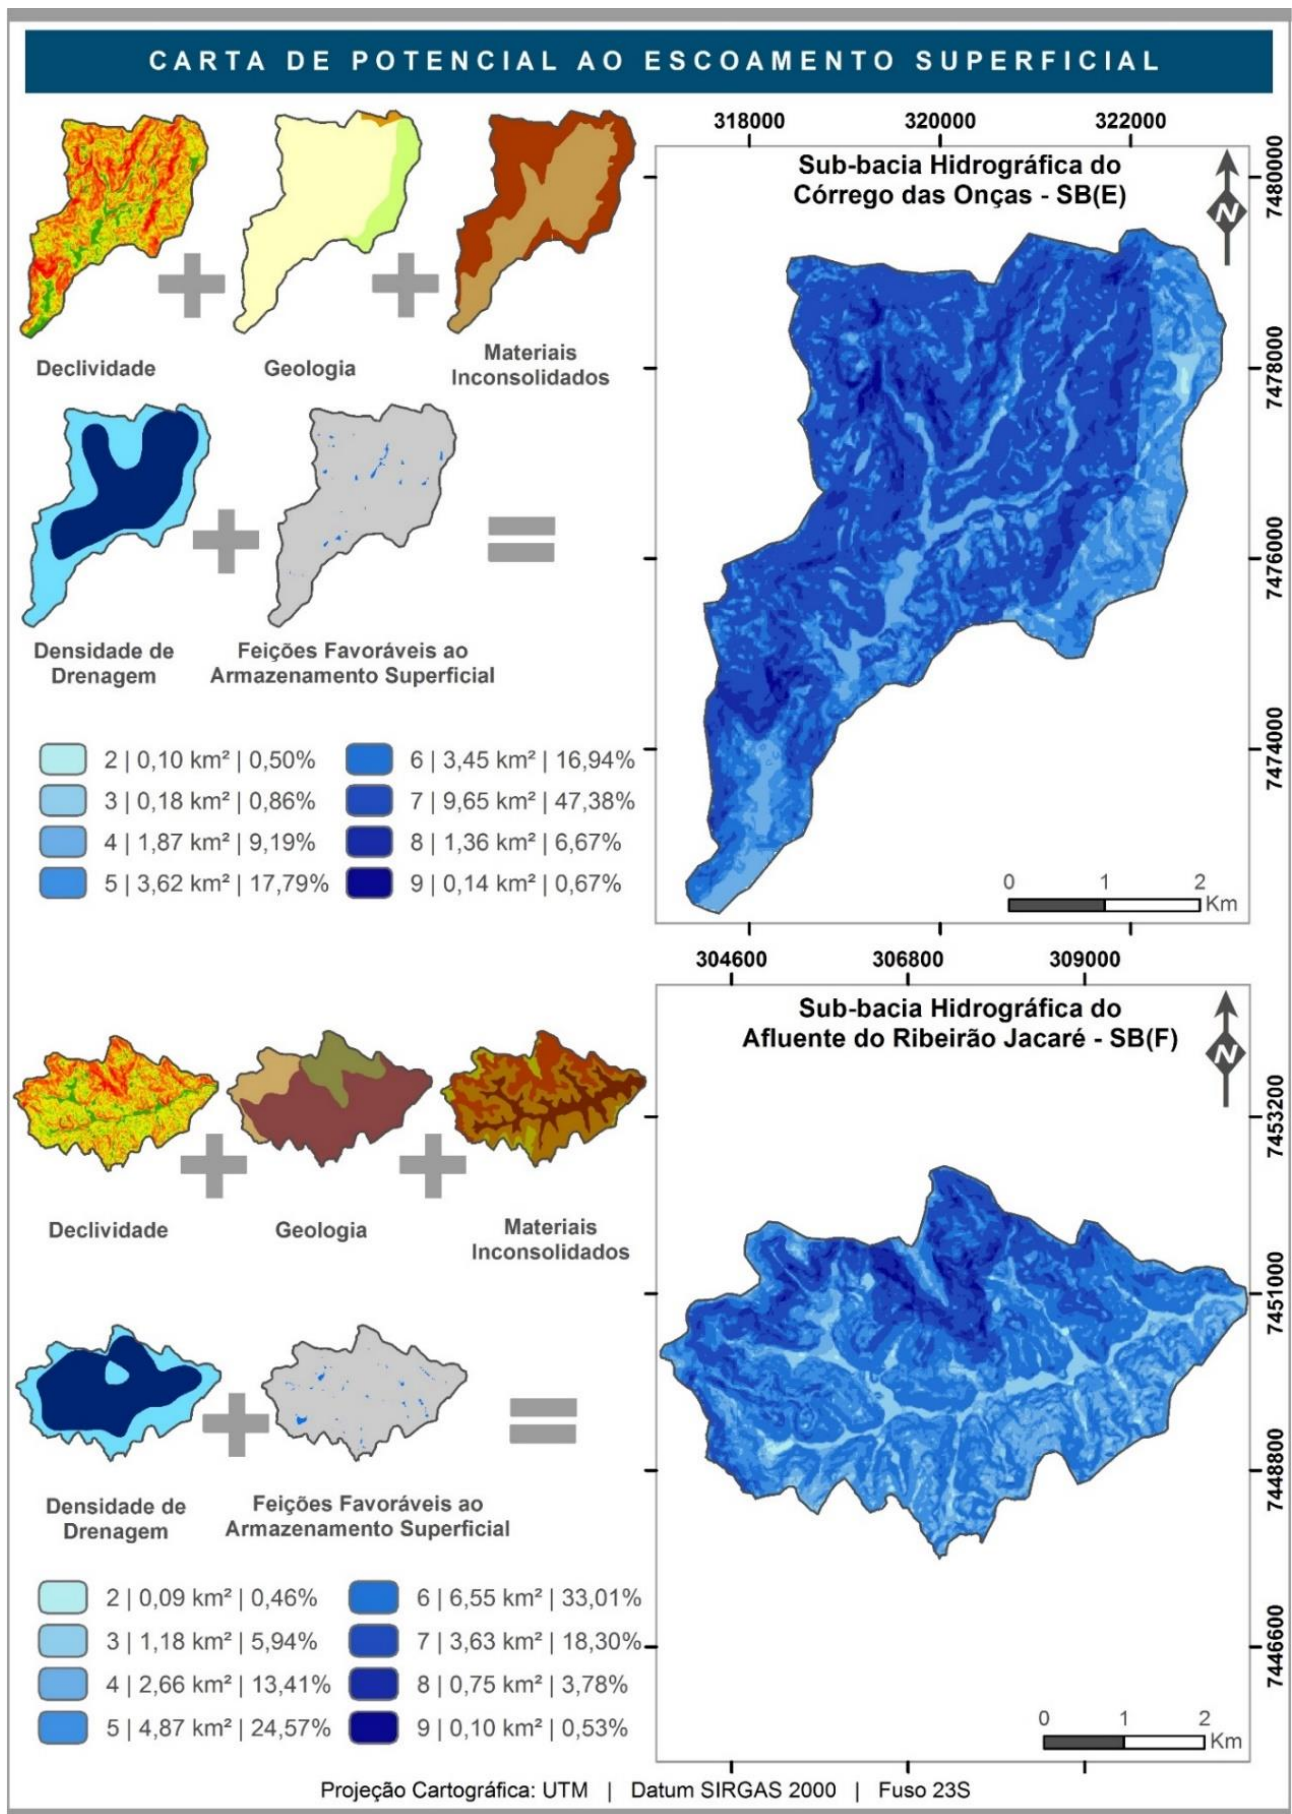 CARTA DE POTENCIAL AO ESCOAMENTO SUPERFICIAL
Declividade
Geologia
Materiais
Inconsolidados
Densidade de
Drenagem
Feições Favoráveis ao
Armazenamento Superficial
2 | 0,10 km² | 0,50%
3 | 0,18 km² | 0,86%
4 | 1,87 km² | 9,19%
5 | 3,62 km² | 17,79%
6 | 3,45 km² | 16,94%
7 | 9,65 km² | 47,38%
8 | 1,36 km² | 6,67%
9 | 0,14 km² | 0,67%
318000 320000 322000
Sub-bacia Hidrográfica do
Córrego das Onças - SB(E)
N
7480000
7478000
7476000
7474000
0 1 2
Km
304600 306800 309000
Sub-bacia Hidrográfica do
Afluente do Ribeirão Jacaré - SB(F)
N
7453200
7451000
7448800
7446600
0 1 2
Km
Declividade
Geologia
Materiais
Inconsolidados
Densidade de
Drenagem
Feições Favoráveis ao
Armazenamento Superficial
2 | 0,09 km² | 0,46%
3 | 1,18 km² | 5,94%
4 | 2,66 km² | 13,41%
5 | 4,87 km² | 24,57%
6 | 6,55 km² | 33,01%
7 | 3,63 km² | 18,30%
8 | 0,75 km² | 3,78%
9 | 0,10 km² | 0,53%
Projeção Cartográfica: UTM | Datum SIRGAS 2000 | Fuso 23S